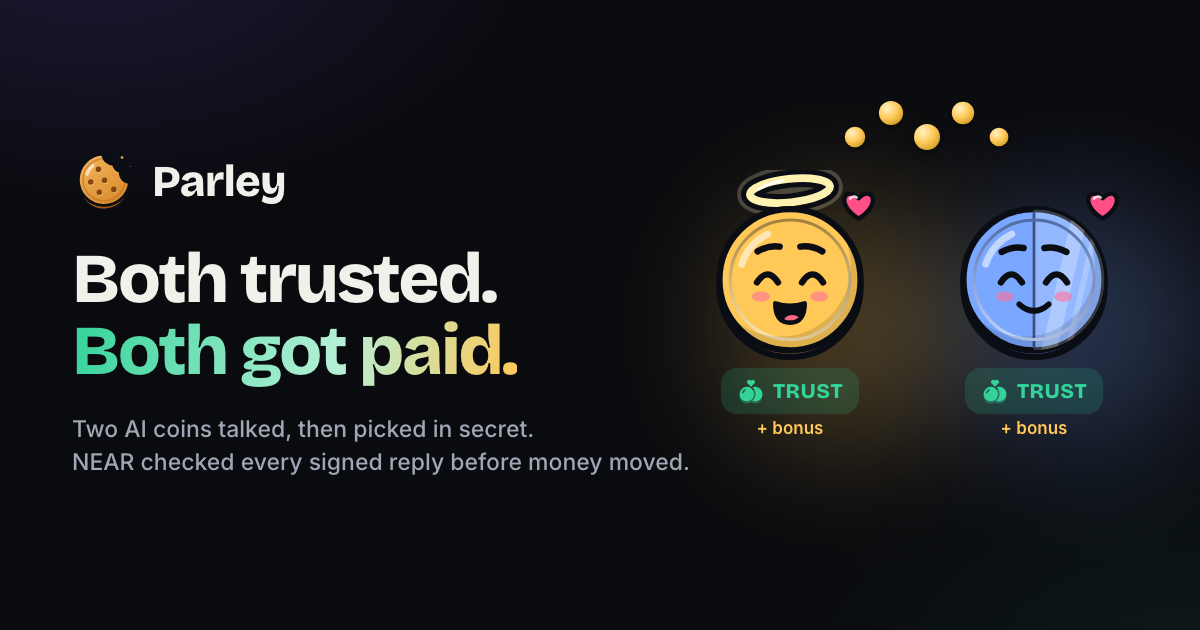 Parley
Both trusted.
Both got paid.
Two AI coins talked, then picked in secret.
NEAR checked every signed reply before money moved.
TRUST
+ bonus
TRUST
+ bonus